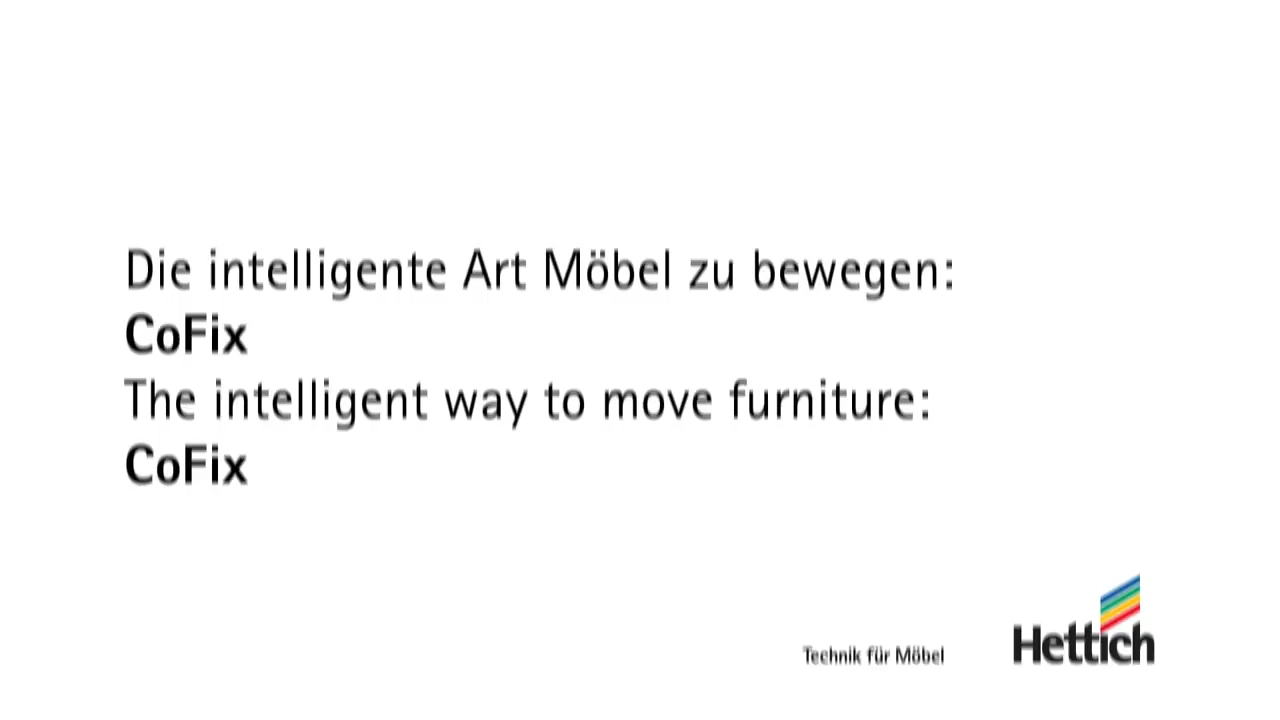 Die intelligente Art Möbel zu bewegen:
CoFix
The intelligent way to move furniture:
CoFix
Technik für Möbel
Hettich